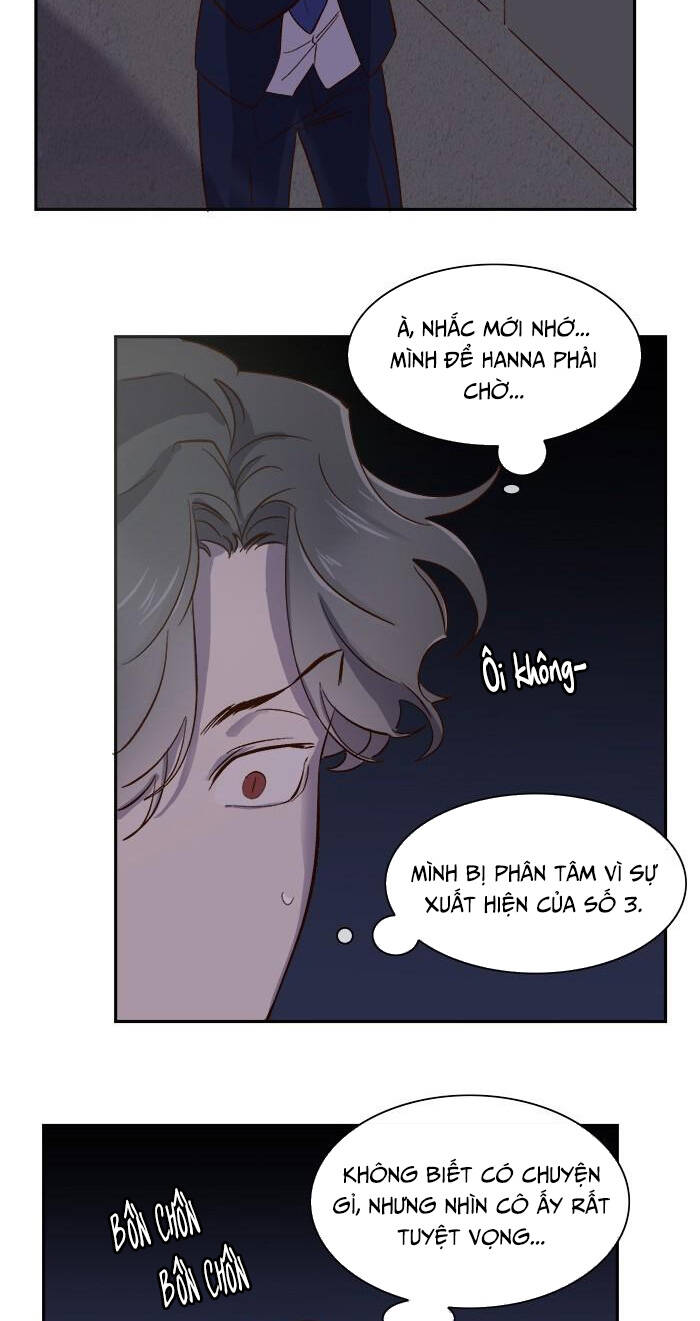 À, NHẮC MỚI NHỚ...
MÌNH ĐỂ HANNA PHẢI
CHỜ...
Ôi không-
MÌNH BỊ PHÂN TÂM VÌ SỰ
XUẤT HIỆN CỦA SỐ 3.
KHÔNG BIẾT CÓ CHUYỆN
GỈ, NHƯNG NHÌN CÔ ẤY RẤT
TUYỆT VỌNG...
BỒN CHỒN
BỒN CHỒN